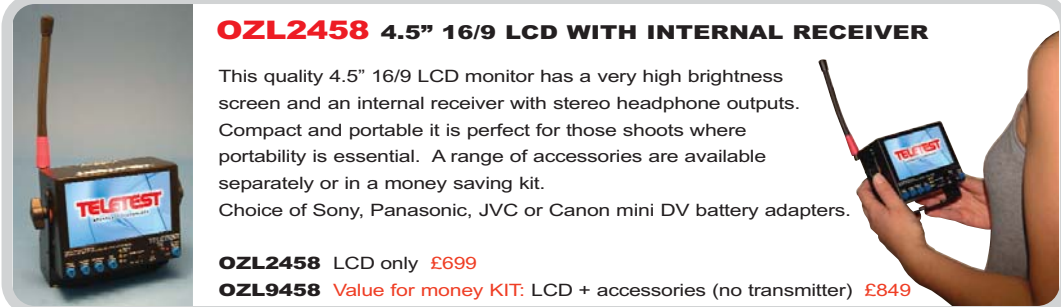 OZL2458 4.5” 16/9 LCD WITH INTERNAL RECEIVER
This quality 4.5” 16/9 LCD monitor has a very high brightness
screen and an internal receiver with stereo headphone outputs.
Compact and portable it is perfect for those shoots where
portability is essential. A range of accessories are available
separately or in a money saving kit.
Choice of Sony, Panasonic, JVC or Canon mini DV battery adapters.
OZL2458 LCD only £699
OZL9458 Value for money KIT: LCD + accessories (no transmitter) £849
TELETEST
TELETEST
TELETEST